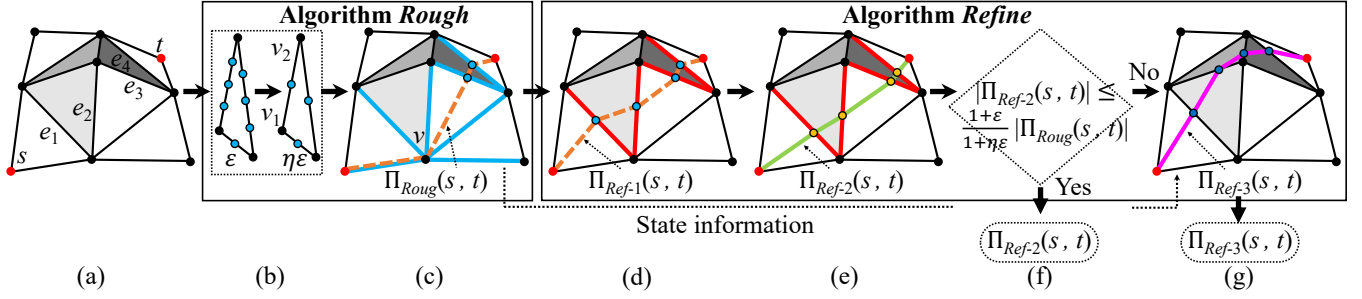 Algorithm Rough
Algorithm Refine
t
e4
e3
e2
e1
s
v2
v1
ε
ηε
v
ΠRoug(s , t)
ΠRef-1(s , t)
ΠRef-2(s , t)
|ΠRef-2(s , t)| ≤
1+ε
1+ηε
|ΠRoug(s , t)|
No
Yes
ΠRef-3(s , t)
State information
ΠRef-2(s , t)
ΠRef-3(s , t)
(a)
(b)
(c)
(d)
(e)
(f)
(g)